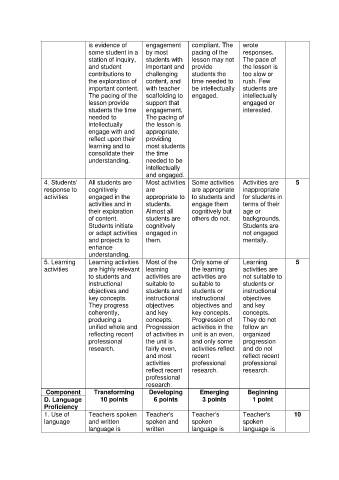 is evidence of
some student in a
station of inquiry,
and student
contributions to
the exploration of
important content.
The pacing of the
lesson provide
students the time
needed to
intellectually
engage with and
reflect upon their
learning and to
consolidate their
understanding.
engagement
by most
students with
important and
challenging
content, and
with teacher
scaffolding to
support that
engagement.
The pacing of
the lesson is
appropriate,
providing
most students
the time
needed to be
intellectually
and engaged.
compliant. The
pacing of the
lesson may not
provide
students the
time needed to
be intellectually
engaged.
wrote
responses.
The pace of
the lesson is
too slow or
rush. Few
students are
intellectually
engaged or
interested.
4. Students'
response to
activities
All students are
cognitively
engaged in the
activities and in
their exploration
of content.
Students initiate
or adapt activities
and projects to
enhance
understanding.
Most activities
are
appropriate to
students.
Almost all
students are
cognitively
engaged in
them.
Some activities
are appropriate
to students and
engage them
cognitively but
others do not.
Activities are
inappropriate
for students in
terms of their
age or
backgrounds.
Students are
not engaged
mentally.
5
5. Learning
activities
Learning activities
are highly relevant
to students and
instructional
objectives and
key concepts.
They progress
coherently,
producing a
unified whole and
reflecting recent
professional
research.
Most of the
learning
activities are
suitable to
students and
instructional
objectives
and key
concepts.
Progression
of activities in
the unit is
fairly even,
and most
activities
reflect recent
professional
research.
Only some of
the learning
activities are
suitable to
students or
instructional
objectives and
key concepts.
Progression of
activities in the
unit is an even,
and only some
activities reflect
recent
professional
research.
Learning
activities are
not suitable to
students or
instructional
objectives
and key
concepts.
They do not
follow an
organized
progression
and do not
reflect recent
professional
research.
5
Component
D. Language
Proficiency
Transforming
10 points
Developing
6 points
Emerging
3 points
Beginning
1 point
1. Use of
language
Teachers spoken
and written
language is
Teacher's
spoken and
written
Teacher's
spoken
language is
Teacher's
spoken
language is
10